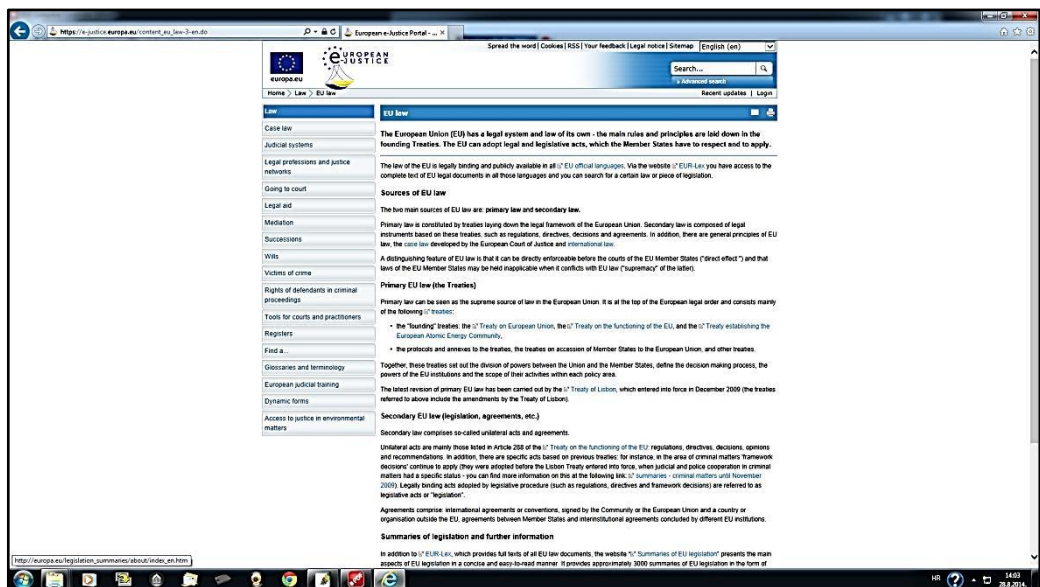 https://e-justice.europa.eu/content_eu_law-3-en.do
European e-Justice Portal - ...
Spread the word | Cookies | RSS | Your feedback | Legal notice | Sitemap English (en)
EUROPEAN
JUSTICE
europa.eu
Search...
Advanced search
Home > Law > EU law
Recent updates | Login
Law
Case law
Judicial systems
Legal professions and justice
networks
Going to court
Legal aid
Mediation
Successions
Wills
Victims of crime
Rights of defendants in criminal
proceedings
Tools for courts and practitioners
Registers
Find a...
Glossaries and terminology
European judicial training
Dynamic forms
Access to justice in environmental
matters
EU law
The European Union (EU) has a legal system and law of its own - the main rules and principles are laid down in the
founding Treaties. The EU can adopt legal and legislative acts, which the Member States have to respect and to apply.
The law of the EU is legally binding and publicly available in all EU official languages. Via the website EUR-Lex you have access to the
complete text of EU legal documents in all those languages and you can search for a certain law or piece of legislation.
Sources of EU law
The two main sources of EU law are: primary law and secondary law.
Primary law is constituted by treaties laying down the legal framework of the European Union. Secondary law is composed of legal
instruments based on these treaties, such as regulations, directives, decisions and agreements. In addition, there are general principles of EU
law, the case law developed by the European Court of Justice and international law.
A distinguishing feature of EU law is that it can be directly enforceable before the courts of the EU Member States ("direct effect") and that
laws of the EU Member States may be held inapplicable when it conflicts with EU law ("supremacy" of the latter).
Primary EU law (the Treaties)
Primary law can be seen as the supreme source of law in the European Union. It is at the top of the European legal order and consists mainly
of the following treaties:
• the "founding" treaties: the Treaty on European Union, the Treaty on the functioning of the EU, and the Treaty establishing the
European Atomic Energy Community,
• the protocols and annexes to the treaties, the treaties on accession of Member States to the European Union, and other treaties.
Together, these treaties set out the division of powers between the Union and the Member States, define the decision making process, the
powers of the EU institutions and the scope of their activities within each policy area.
The latest revision of primary EU law has been carried out by the Treaty of Lisbon, which entered into force in December 2009 (the treaties
referred to above include the amendments by the Treaty of Lisbon).
Secondary EU law (legislation, agreements, etc.)
Secondary law comprises so-called unilateral acts and agreements.
Unilateral acts are mainly those listed in Article 288 of the Treaty on the functioning of the EU: regulations, directives, decisions, opinions
and recommendations. In addition, there are specific acts based on previous treaties: for instance, in the area of criminal matters 'framework
decisions' continue to apply (they were adopted before the Lisbon Treaty entered into force, when judicial and police cooperation in criminal
matters had a specific status - you can find more information on this at the following link: summaries - criminal matters until November
2009). Legally binding acts adopted by legislative procedure (such as regulations, directives and framework decisions) are referred to as
legislative acts or "legislation".
Agreements comprise: international agreements or conventions, signed by the Community or the European Union and a country or
organisation outside the EU, agreements between Member States and interinstitutional agreements concluded by different EU institutions.
Summaries of legislation and further information
In addition to EUR-Lex, which provides full texts of all EU law documents, the website "Summaries of EU legislation" presents the main
aspects of EU legislation in a concise and easy-to-read manner. It provides approximately 3000 summaries of EU legislation in the form of
http://europa.eu/legislation_summaries/about/index_en.htm
HR
14:03
28.8.2014.